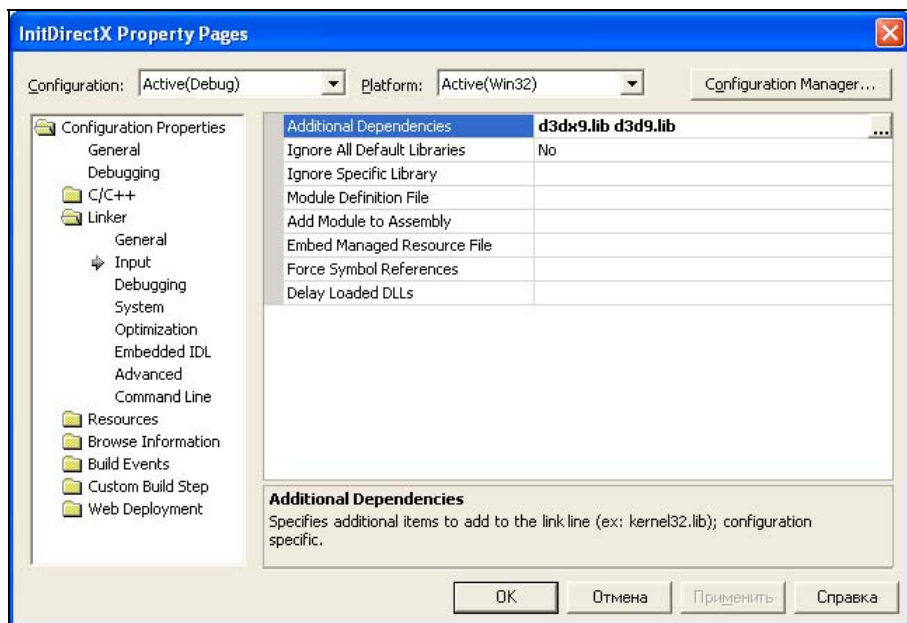 InitDirectX Property Pages
Configuration: Active(Debug) Platform: Active(Win32) Configuration Manager...
Configuration Properties
General
Debugging
C/C++
Linker
General
Input
Debugging
System
Optimization
Embedded IDL
Advanced
Command Line
Resources
Browse Information
Build Events
Custom Build Step
Web Deployment
Additional Dependencies d3dx9.lib d3d9.lib ...
Ignore All Default Libraries No
Ignore Specific Library
Module Definition File
Add Module to Assembly
Embed Managed Resource File
Force Symbol References
Delay Loaded DLLs
Additional Dependencies
Specifies additional items to add to the link line (ex: kernel32.lib); configuration
specific.
OK Отмена Применить Справка